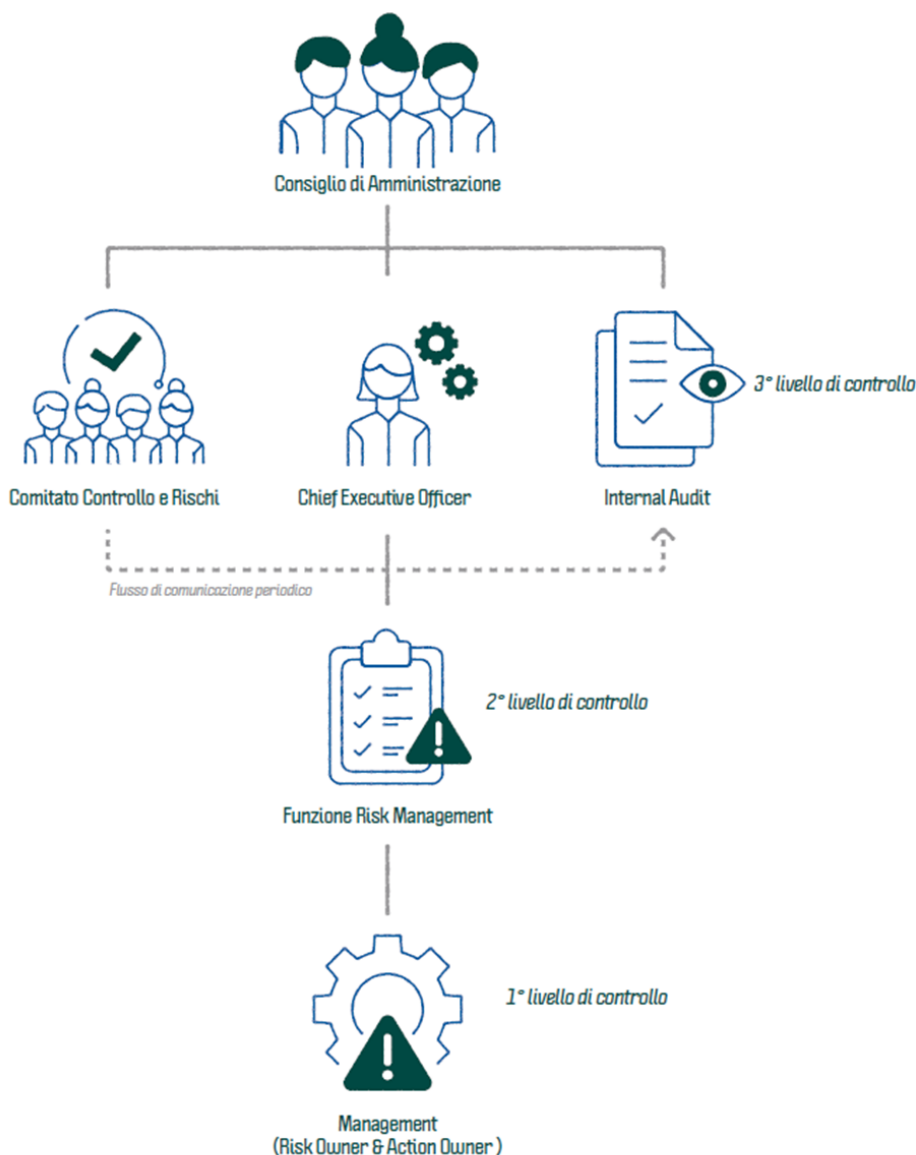 Consiglio di Amministrazione
3° livello di controllo
Comitato Controllo e Rischi
Chief Executive Officer
Internal Audit
Flusso di comunicazione periodico
2° livello di controllo
Funzione Risk Management
1° livello di controllo
Management
(Risk Owner & Action Owner )